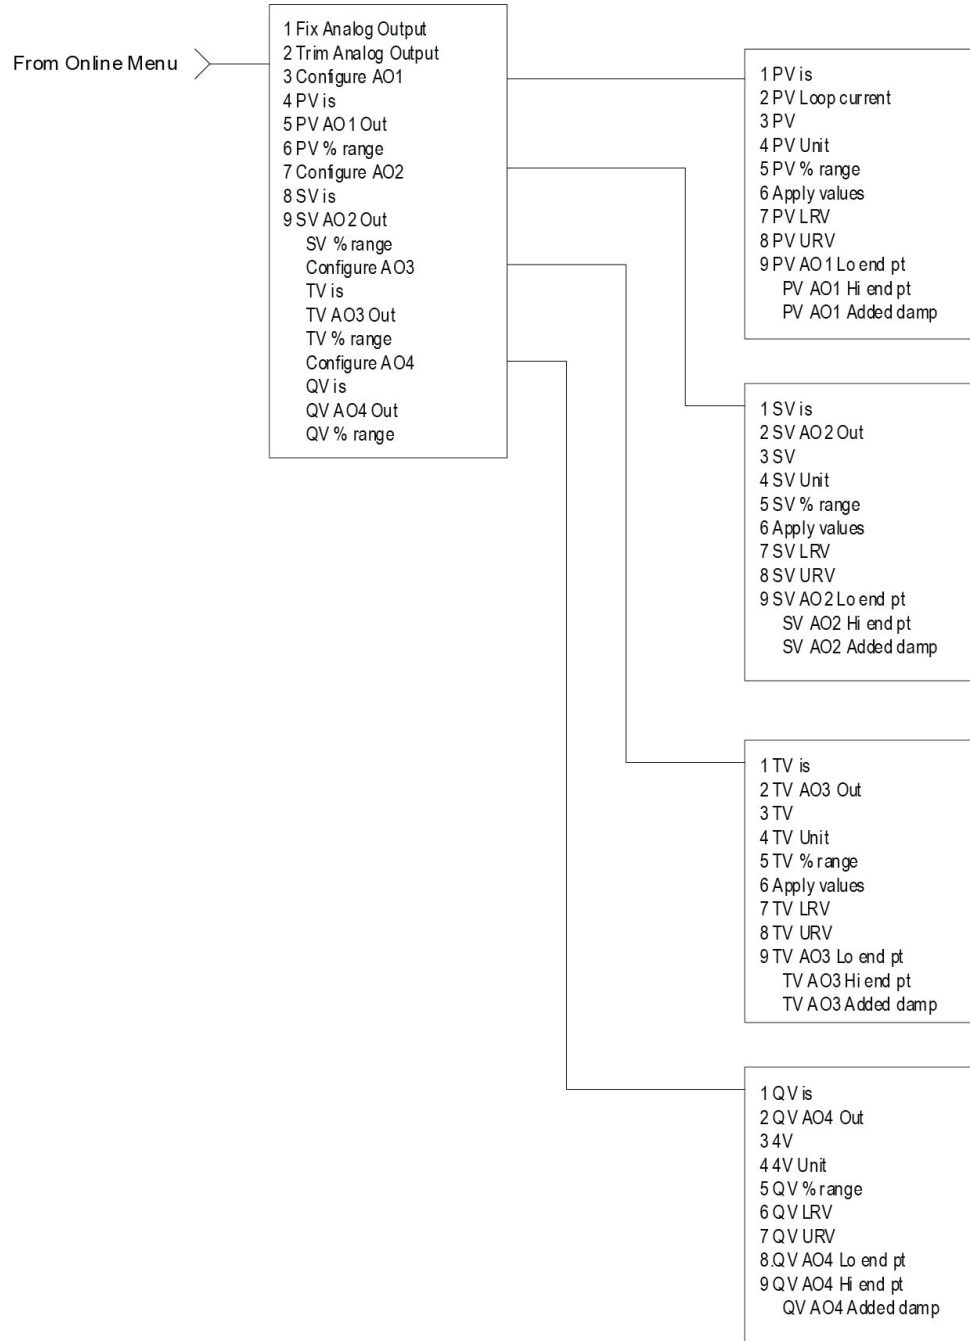 From Online Menu
1 Fix Analog Output
2 Trim Analog Output
3 Configure AO1
4 PV is
5 PV AO1 Out
6 PV % range
7 Configure AO2
8 SV is
9 SV AO2 Out
SV % range
Configure AO3
TV is
TV AO3 Out
TV % range
Configure AO4
QV is
QV AO4 Out
QV % range
1 PV is
2 PV Loop current
3 PV
4 PV Unit
5 PV % range
6 Apply values
7 PV LRV
8 PV URV
9 PV AO1 Lo end pt
PV AO1 Hi end pt
PV AO1 Added damp
1 SV is
2 SV AO2 Out
3 SV
4 SV Unit
5 SV % range
6 Apply values
7 SV LRV
8 SV URV
9 SV AO2 Lo end pt
SV AO2 Hi end pt
SV AO2 Added damp
1 TV is
2 TV AO3 Out
3 TV
4 TV Unit
5 TV % range
6 Apply values
7 TV LRV
8 TV URV
9 TV AO3 Lo end pt
TV AO3 Hi end pt
TV AO3 Added damp
1 QV is
2 QV AO4 Out
3 4V
4 4V Unit
5 QV % range
6 QV LRV
7 QV URV
8.QV AO4 Lo end pt
9 QV AO4 Hi end pt
QV AO4 Added damp